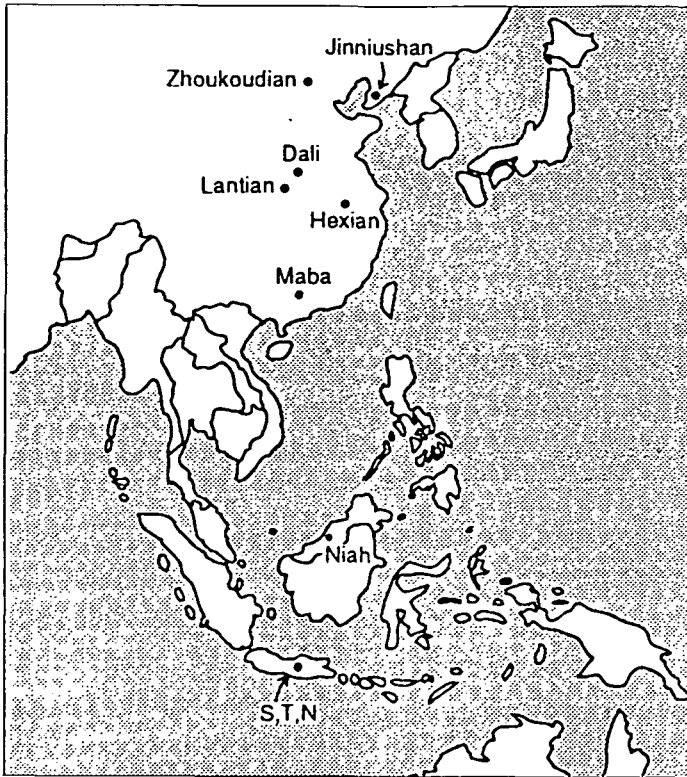 Jinniushan
Zhoukoudian
Dali
Lantian
Hexian
Maba
Niah
S,T,N